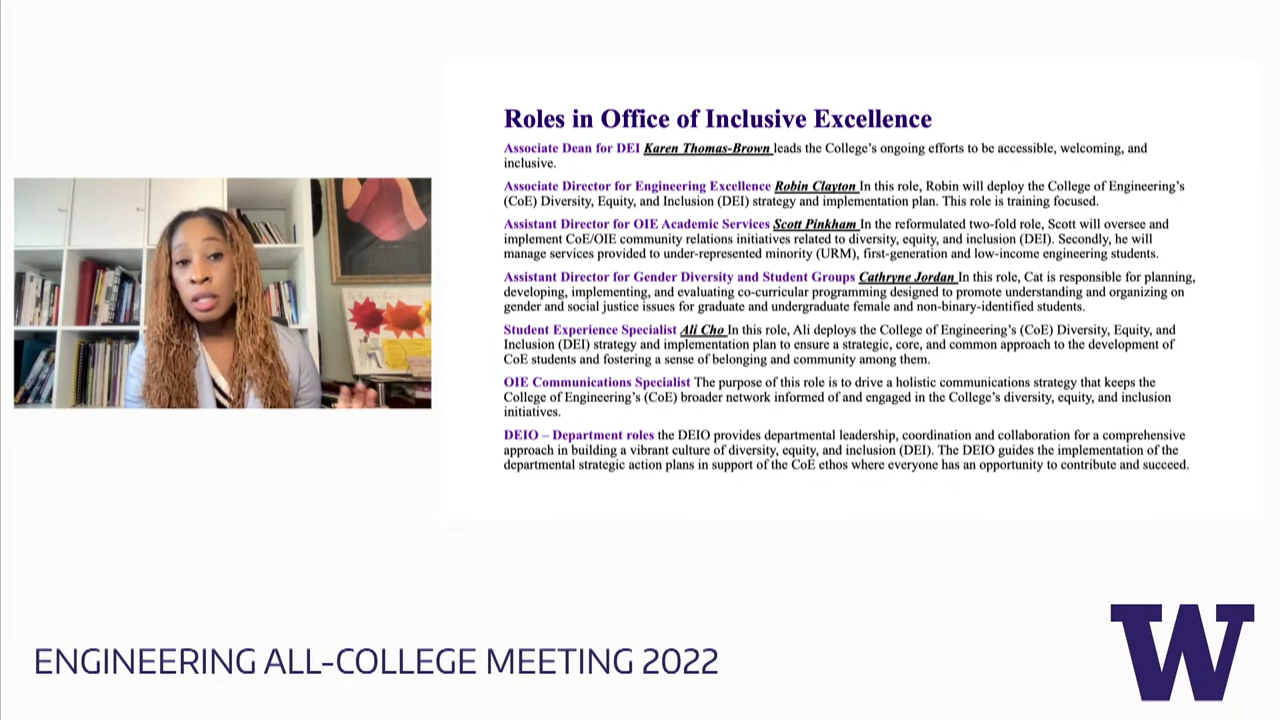 Roles in Office of Inclusive Excellence
Associate Dean for DEI Karen Thomas-Brown leads the College's ongoing efforts to be accessible, welcoming, and
inclusive.
Associate Director for Engineering Excellence Robin Clayton In this role, Robin will deploy the College of Engineering's
(CoE) Diversity, Equity, and Inclusion (DEI) strategy and implementation plan. This role is training focused.
Assistant Director for OIE Academic Services Scott Pinkham In the reformulated two-fold role, Scott will oversee and
implement CoE/OIE community relations initiatives related to diversity, equity, and inclusion (DEI). Secondly, he will
manage services provided to under-represented minority (URM), first-generation and low-income engineering students.
Assistant Director for Gender Diversity and Student Groups Cathryne Jordan In this role, Cat is responsible for planning,
developing, implementing, and evaluating co-curricular programming designed to promote understanding and organizing on
gender and social justice issues for graduate and undergraduate female and non-binary-identified students.
Student Experience Specialist Ali Cho In this role, Ali deploys the College of Engineering's (CoE) Diversity, Equity, and
Inclusion (DEI) strategy and implementation plan to ensure a strategic, core, and common approach to the development of
CoE students and fostering a sense of belonging and community among them.
OIE Communications Specialist The purpose of this role is to drive a holistic communications strategy that keeps the
College of Engineering's (CoE) broader network informed of and engaged in the College's diversity, equity, and inclusion
initiatives.
DEIO – Department roles the DEIO provides departmental leadership, coordination and collaboration for a comprehensive
approach in building a vibrant culture of diversity, equity, and inclusion (DEI). The DEIO guides the implementation of the
departmental strategic action plans in support of the CoE ethos where everyone has an opportunity to contribute and succeed.
ENGINEERING ALL-COLLEGE MEETING 2022
W